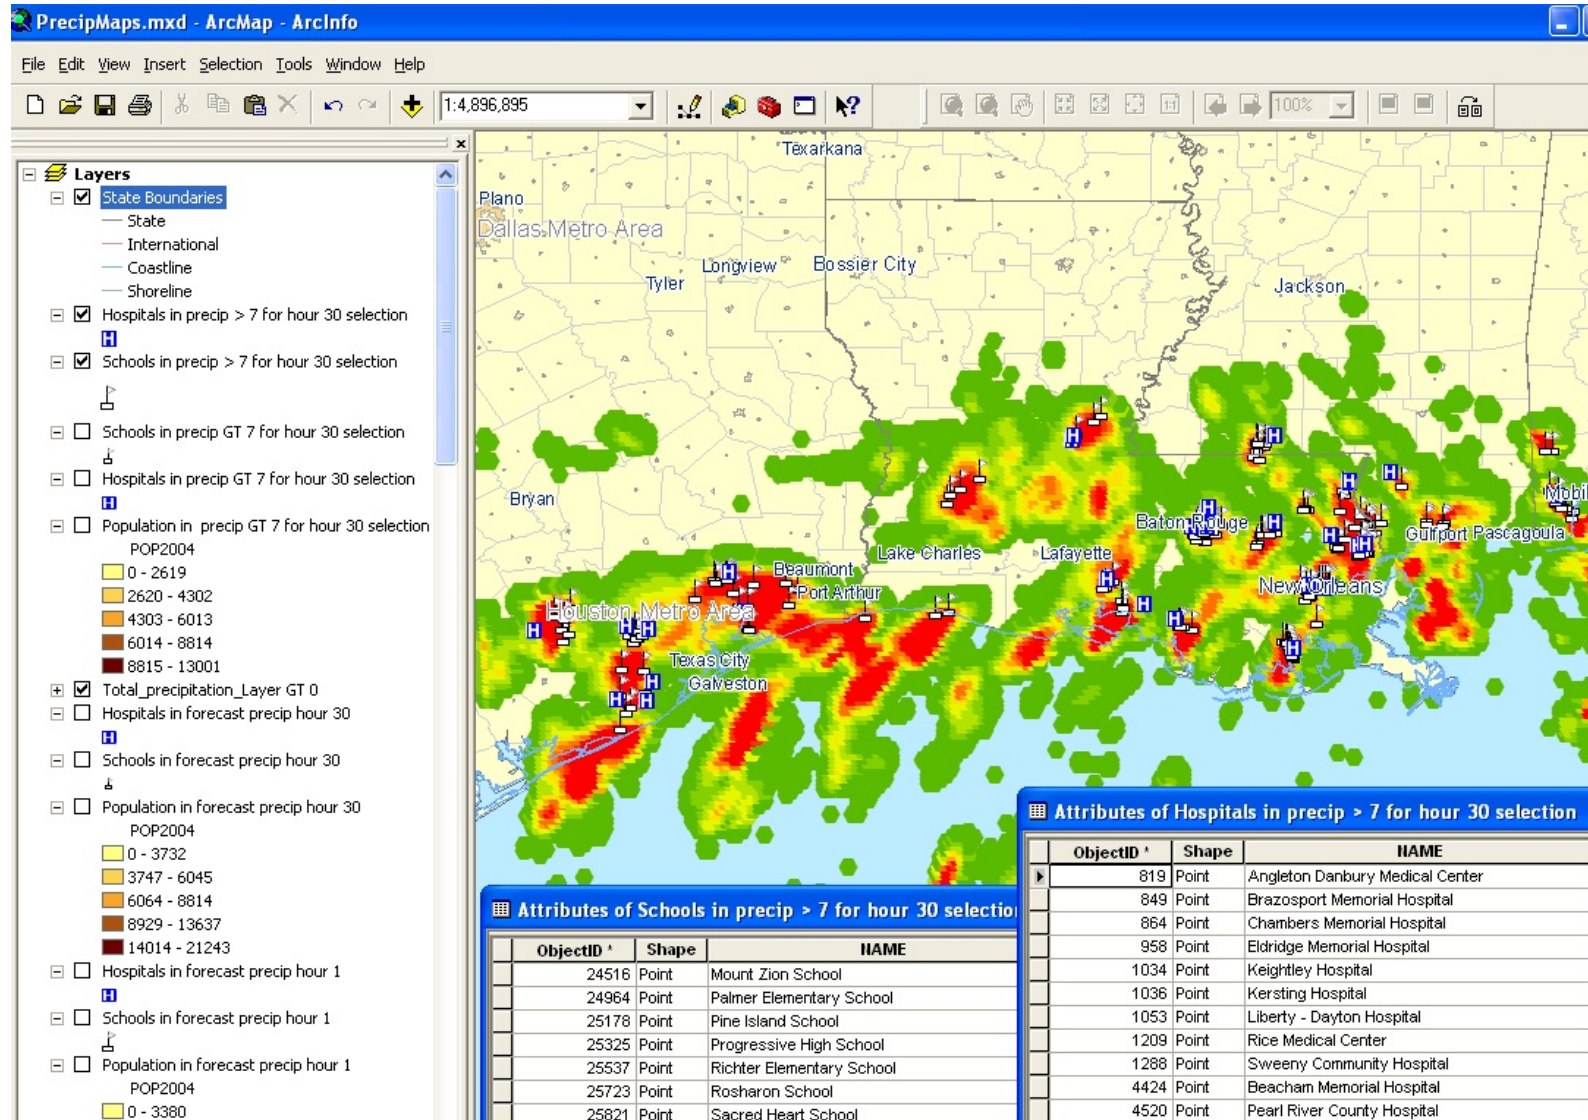 PrecipMaps.mxd - ArcMap - ArcInfo
File Edit View Insert Selection Tools Window Help
1:4,896,895
1:1
100%
Layers
State Boundaries
State
International
Coastline
Shoreline
Hospitals in precip > 7 for hour 30 selection
H
Schools in precip > 7 for hour 30 selection
Schools in precip GT 7 for hour 30 selection
Hospitals in precip GT 7 for hour 30 selection
H
Population in precip GT 7 for hour 30 selection
POP2004
0 - 2619
2620 - 4302
4303 - 6013
6014 - 8814
8815 - 13001
Total_precipitation_Layer GT 0
Hospitals in forecast precip hour 30
H
Schools in forecast precip hour 30
Population in forecast precip hour 30
POP2004
0 - 3732
3747 - 6045
6064 - 8814
8929 - 13637
14014 - 21243
Hospitals in forecast precip hour 1
H
Schools in forecast precip hour 1
Population in forecast precip hour 1
POP2004
0 - 3380
Texarkana
Plano
Dallas Metro Area
Longview
Bossier City
Tyler
Jackson
Bryan
Mobil
Baton Rouge
Gulfport
Pascagoula
Lake Charles
Lafayette
Beaumont
Port Arthur
New Orleans
Houston Metro Area
Texas City
Galveston
Attributes of Schools in precip > 7 for hour 30 selectio
ObjectID * Shape NAME
24516 Point Mount Zion School
24964 Point Palmer Elementary School
25178 Point Pine Island School
25325 Point Progressive High School
25537 Point Richter Elementary School
25723 Point Rosharon School
25821 Point Sacred Heart School
Attributes of Hospitals in precip > 7 for hour 30 selection
ObjectID * Shape NAME
819 Point Angleton Danbury Medical Center
849 Point Brazosport Memorial Hospital
864 Point Chambers Memorial Hospital
958 Point Eldridge Memorial Hospital
1034 Point Keightley Hospital
1036 Point Kersting Hospital
1053 Point Liberty - Dayton Hospital
1209 Point Rice Medical Center
1288 Point Sweeny Community Hospital
4424 Point Beacham Memorial Hospital
4520 Point Pearl River County Hospital